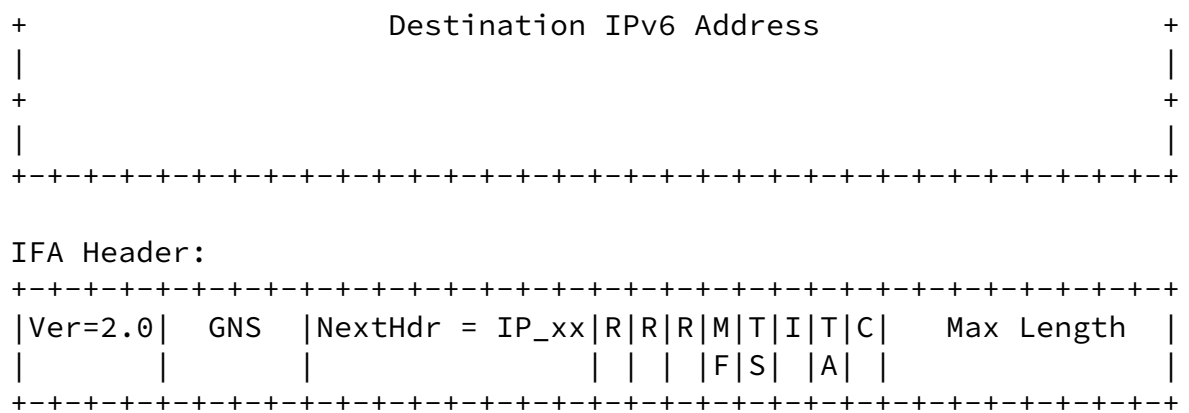 +                     Destination IPv6 Address                  +
|                                                               |
+                                                               +
|                                                               |
+-+-+-+-+-+-+-+-+-+-+-+-+-+-+-+-+-+-+-+-+-+-+-+-+-+-+-+-+-+-+-+-+

IFA Header:
+-+-+-+-+-+-+-+-+-+-+-+-+-+-+-+-+-+-+-+-+-+-+-+-+-+-+-+-+-+-+-+-+
|Ver=2.0|  GNS  |NextHdr = IP_xx|R|R|R|M|T|I|T|C|   Max Length  |
|       |       |               | | | |F|S| |A| |               |
+-+-+-+-+-+-+-+-+-+-+-+-+-+-+-+-+-+-+-+-+-+-+-+-+-+-+-+-+-+-+-+-+